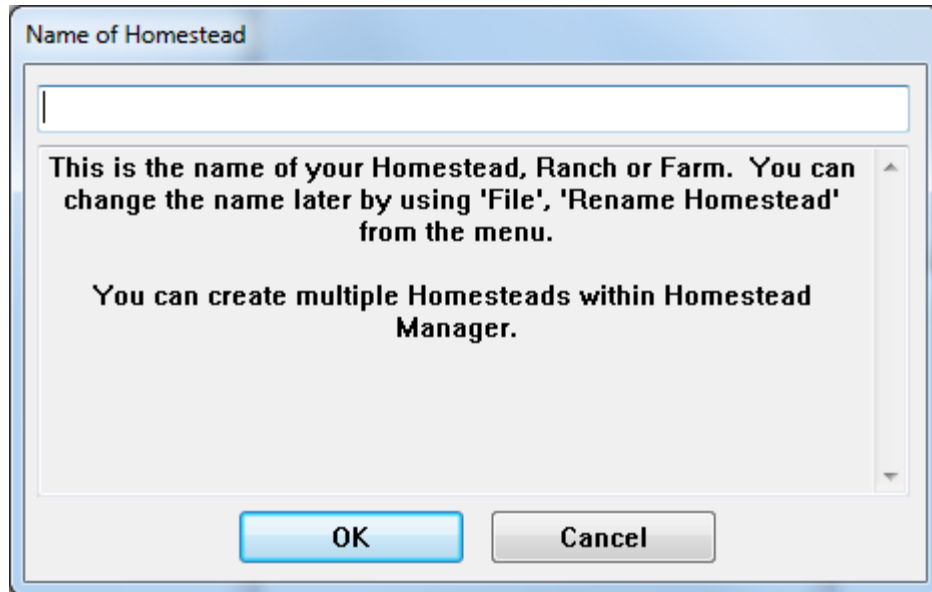 Name of Homestead
This is the name of your Homestead, Ranch or Farm.  You can
change the name later by using 'File', 'Rename Homestead'
from the menu.
You can create multiple Homesteads within Homestead
Manager.
OK
Cancel